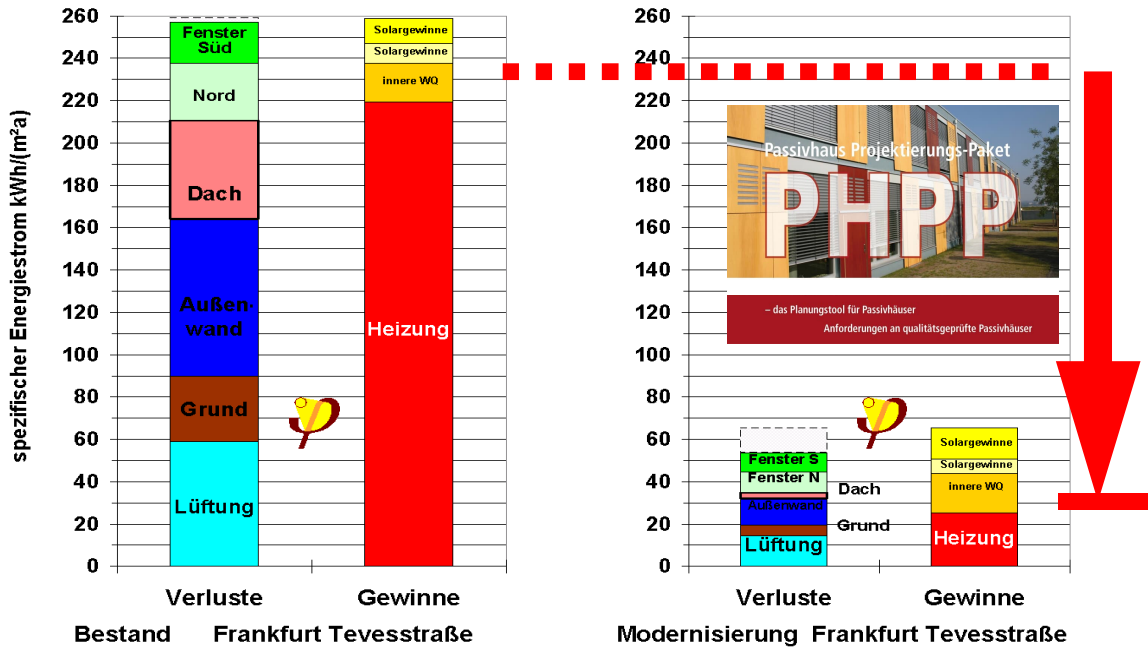 spezifischer Energiestrom kWh/(m²a)
260
240
220
200
180
160
140
120
100
80
60
40
20
0
Fenster
Süd
Nord
Dach
Außen-
wand
Grund
Lüftung
Solargewinne
Solargewinne
innere WQ
Heizung
Verluste
Gewinne
Bestand Frankfurt Tevesstraße
260
240
220
200
180
160
140
120
100
80
60
40
20
0
Passivhaus Projektierungs-Paket
PHPP
– das Planungstool für Passivhäuser
Anforderungen an qualitätsgeprüfte Passivhäuser
Fenster S
Fenster N
Dach
Außenwand
Grund
Lüftung
Solargewinne
Solargewinne
innere WQ
Heizung
Verluste
Gewinne
Modernisierung Frankfurt Tevesstraße